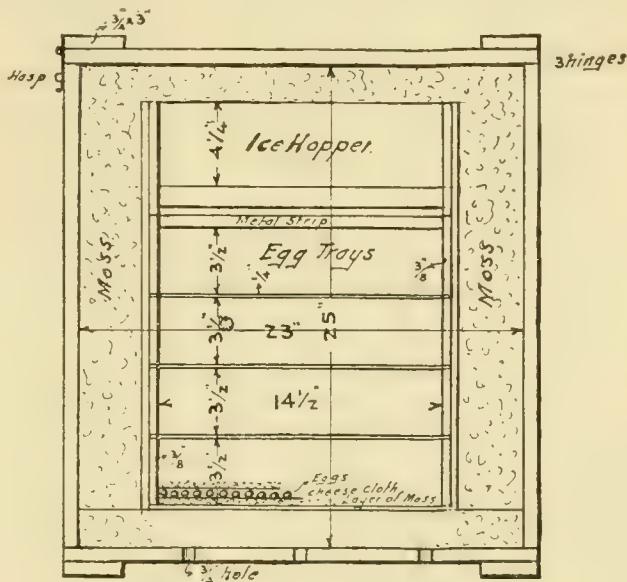 3/4 x 3"
Hasp
3 hinges
4 1/4"
Ice Hopper.
Metal Strip
3 1/2"
Egg Trays
1/4"
3/8"
Moss
Moss
3 1/2"
23"
25"
3 1/2"
14 1/2"
3 1/2"
3/8"
Eggs
cheese cloth
Layer of Moss
hole